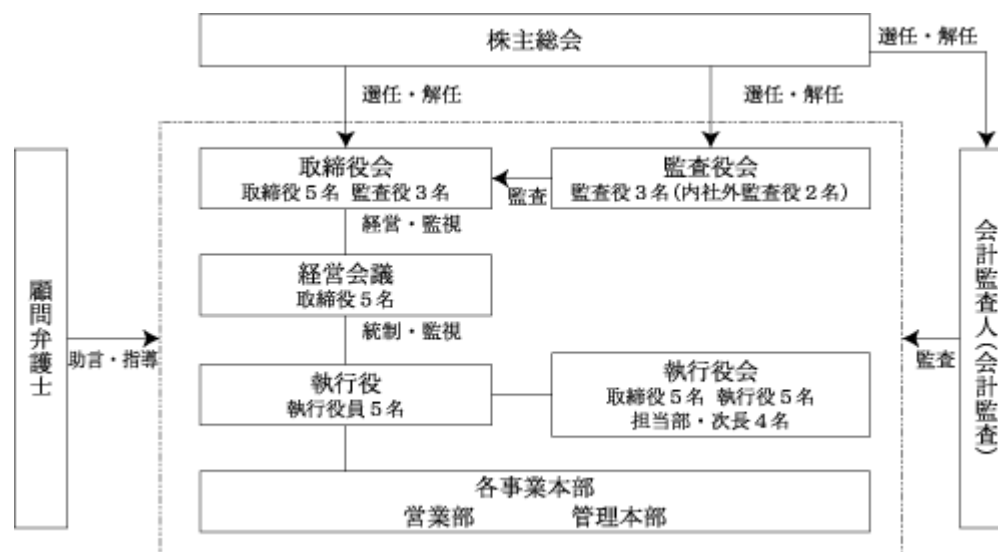 株主総会
選任・解任
選任・解任
選任・解任
取締役会
取締役5名 監査役3名
監査
監査役会
監査役3名(内社外監査役2名)
経営・監視
経営会議
取締役5名
統制・監視
顧問弁護士
助言・指導
執行役
執行役員5名
執行役会
取締役5名 執行役5名
担当部・次長4名
監査
会計監査人(会計監査)
各事業本部
営業部 管理本部